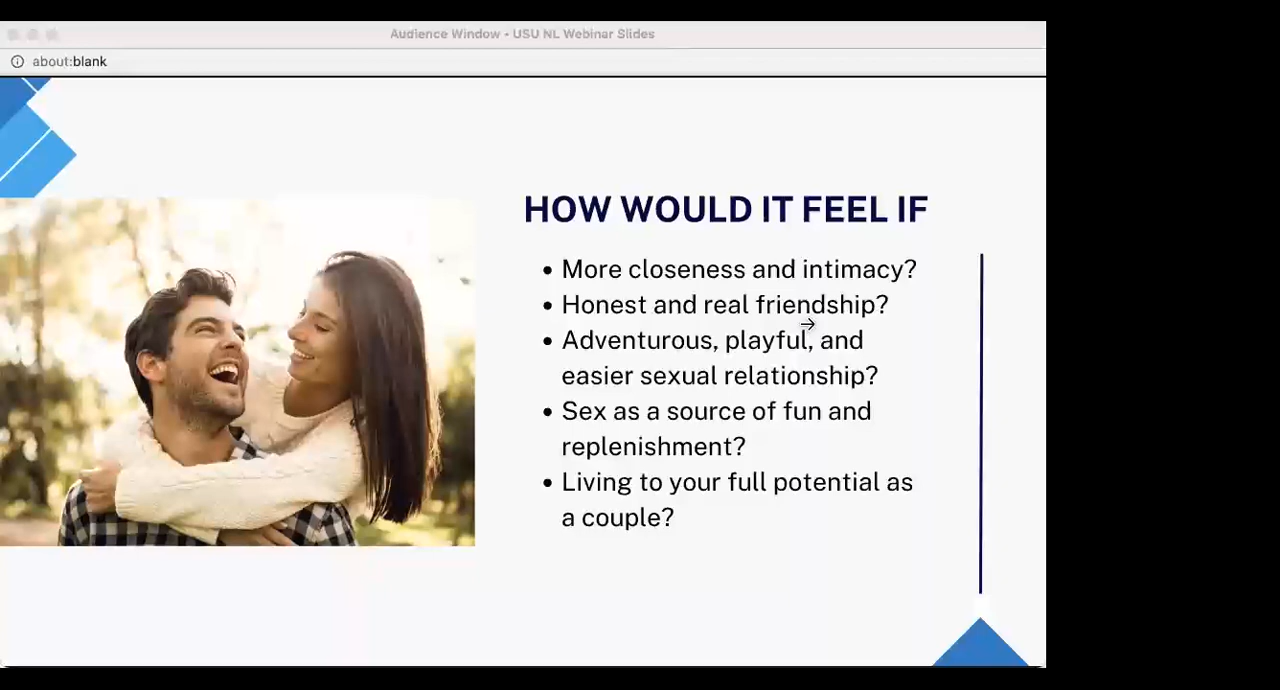 Audience Window - USU NL Webinar Slides
about:blank
HOW WOULD IT FEEL IF
• More closeness and intimacy?
• Honest and real friendship?
• Adventurous, playful, and
easier sexual relationship?
• Sex as a source of fun and
replenishment?
• Living to your full potential as
a couple?